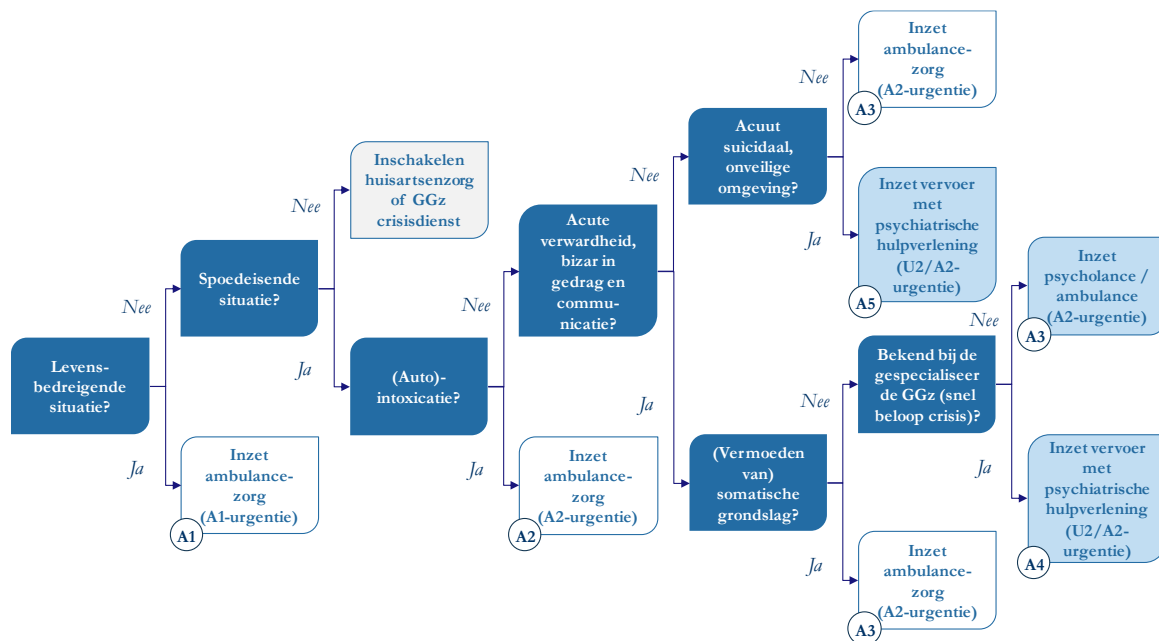 Levens-
bedreigende
situatie?
Nee
Ja
Spoedeisende
situatie?
Inzet
ambulance-
zorg
(A1-urgentie)
A1
Nee
Ja
Inschakelen
huisartsenzorg
of GGz
crisisdienst
(Auto)-
intoxicatie?
Nee
Ja
Acute
verwardheid,
bizar in
gedrag en
commu-
nicatie?
Inzet
ambulance-
zorg
(A2-urgentie)
A2
Nee
Ja
Acuut
suïcidaal,
onveilige
omgeving?
(Vermoeden
van)
somatische
grondslag?
Nee
Ja
Inzet
ambulance-
zorg
(A2-urgentie)
A3
Inzet vervoer
met
psychiatrische
hulpverlening
(U2/A2-
urgentie)
A5
Nee
Ja
Bekend bij de
gespecialiseer
de GGz (snel
beloop crisis)?
Inzet
ambulance-
zorg
(A2-urgentie)
A3
Nee
Ja
Inzet
psycholance /
ambulance
(A2-urgentie)
A3
Inzet vervoer
met
psychiatrische
hulpverlening
(U2/A2-
urgentie)
A4